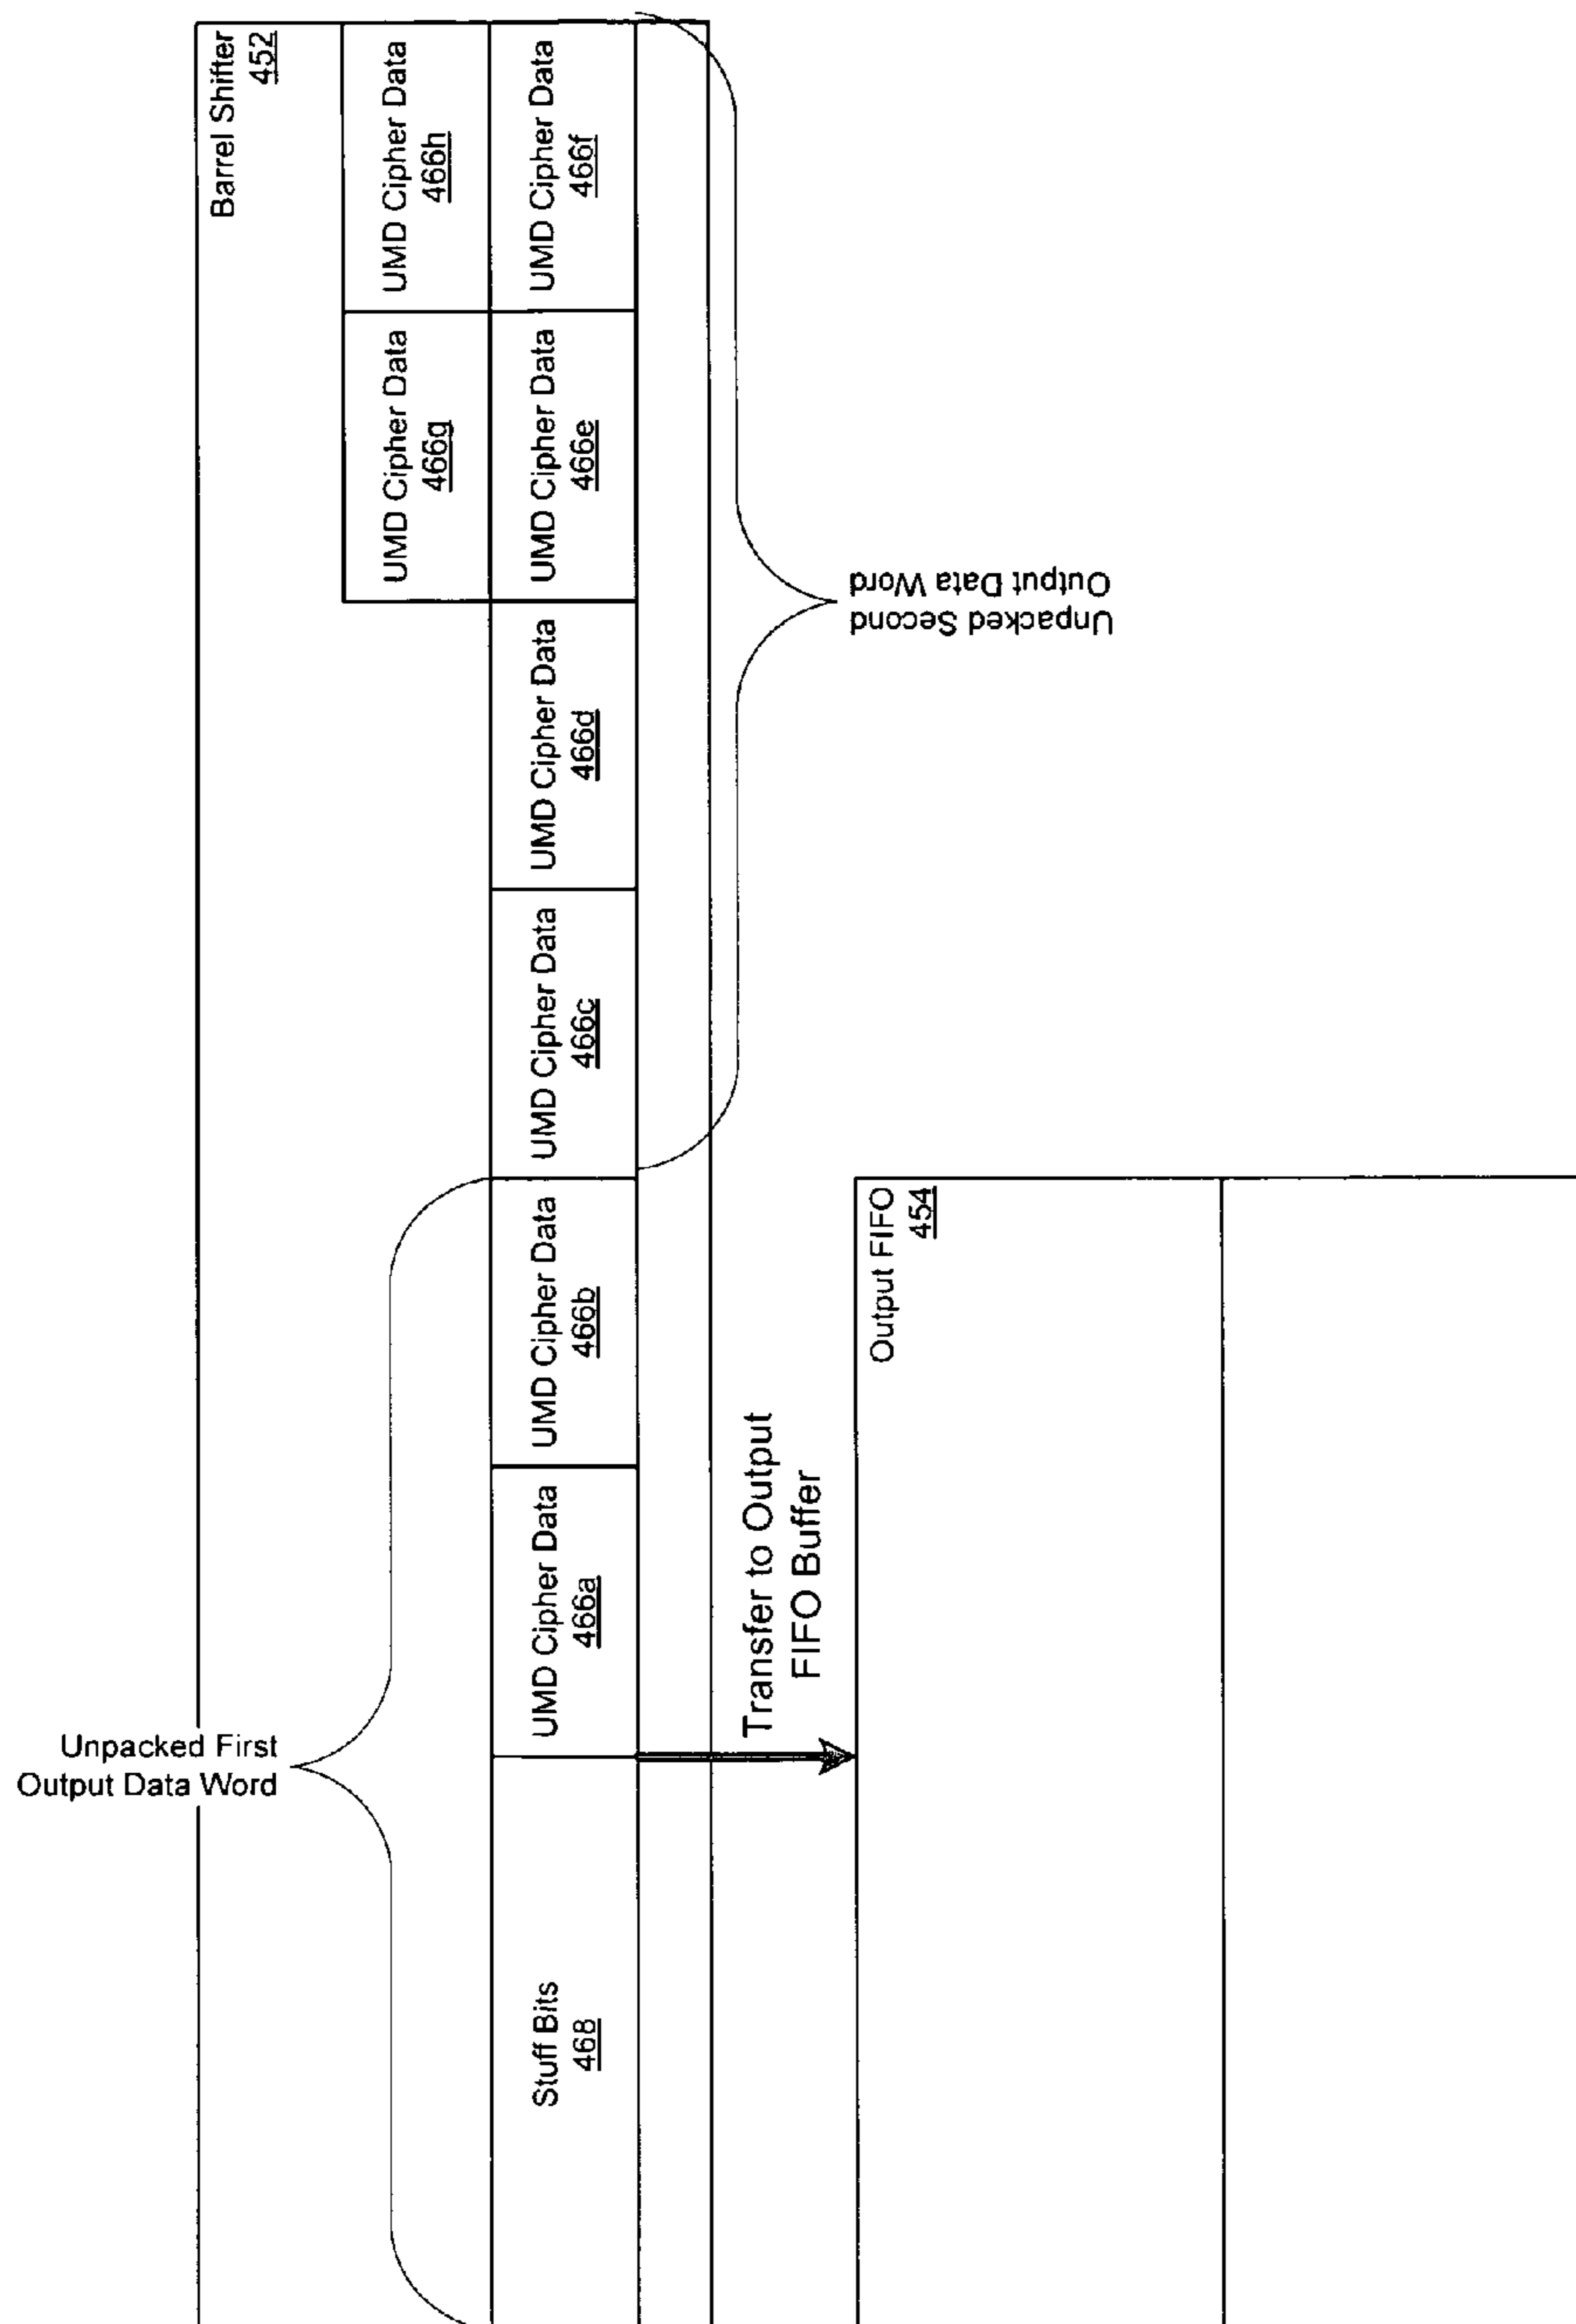 Barrel Shifter
452
UMD Cipher Data
466g
UMD Cipher Data
466h
Unpacked First
Output Data Word
Stuff Bits
468
UMD Cipher Data
466a
UMD Cipher Data
466b
UMD Cipher Data
466c
UMD Cipher Data
466d
UMD Cipher Data
466e
UMD Cipher Data
466f
Unpacked Second
Output Data Word
Transfer to Output
FIFO Buffer
Output FIFO
454